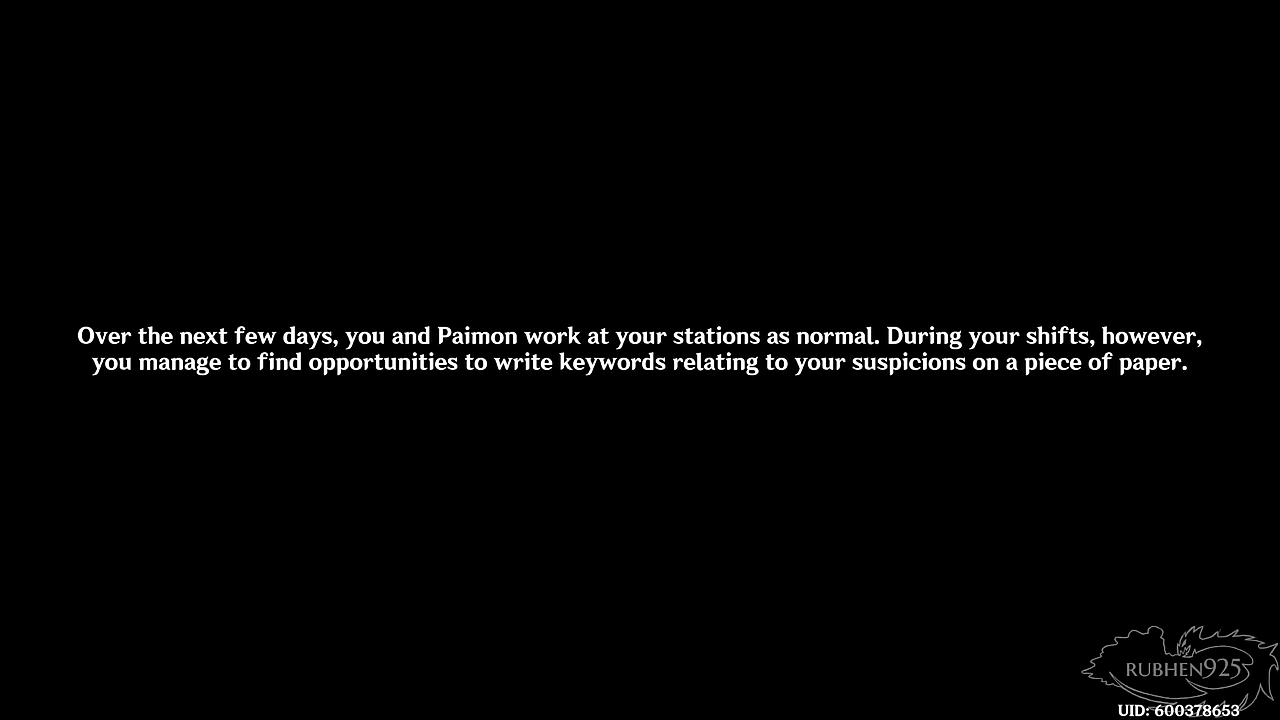 Over the next few days, you and Paimon work at your stations as normal. During your shifts, however,
you manage to find opportunities to write keywords relating to your suspicions on a piece of paper.
RUBHEN925
UID: 600378653